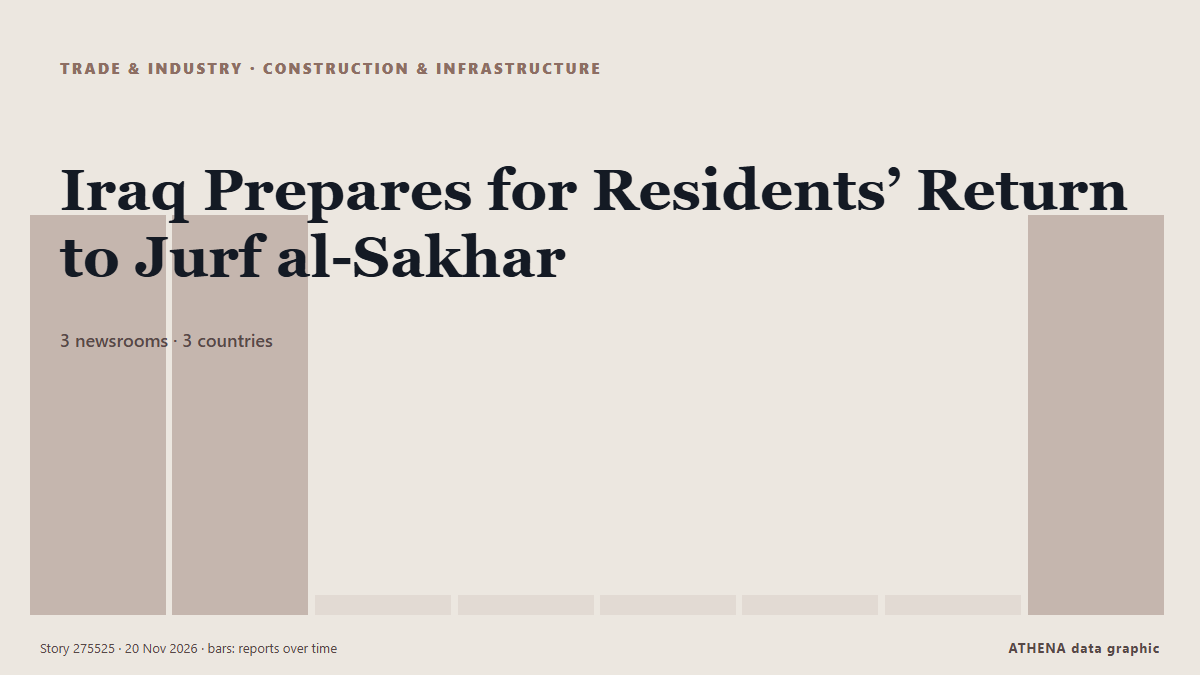 TRADE & INDUSTRY · CONSTRUCTION & INFRASTRUCTURE
Iraq Prepares for Residents’ Return
to Jurf al-Sakhar
3 newsrooms · 3 countries
Story 275525 · 20 Nov 2026 · bars: reports over time
ATHENA data graphic